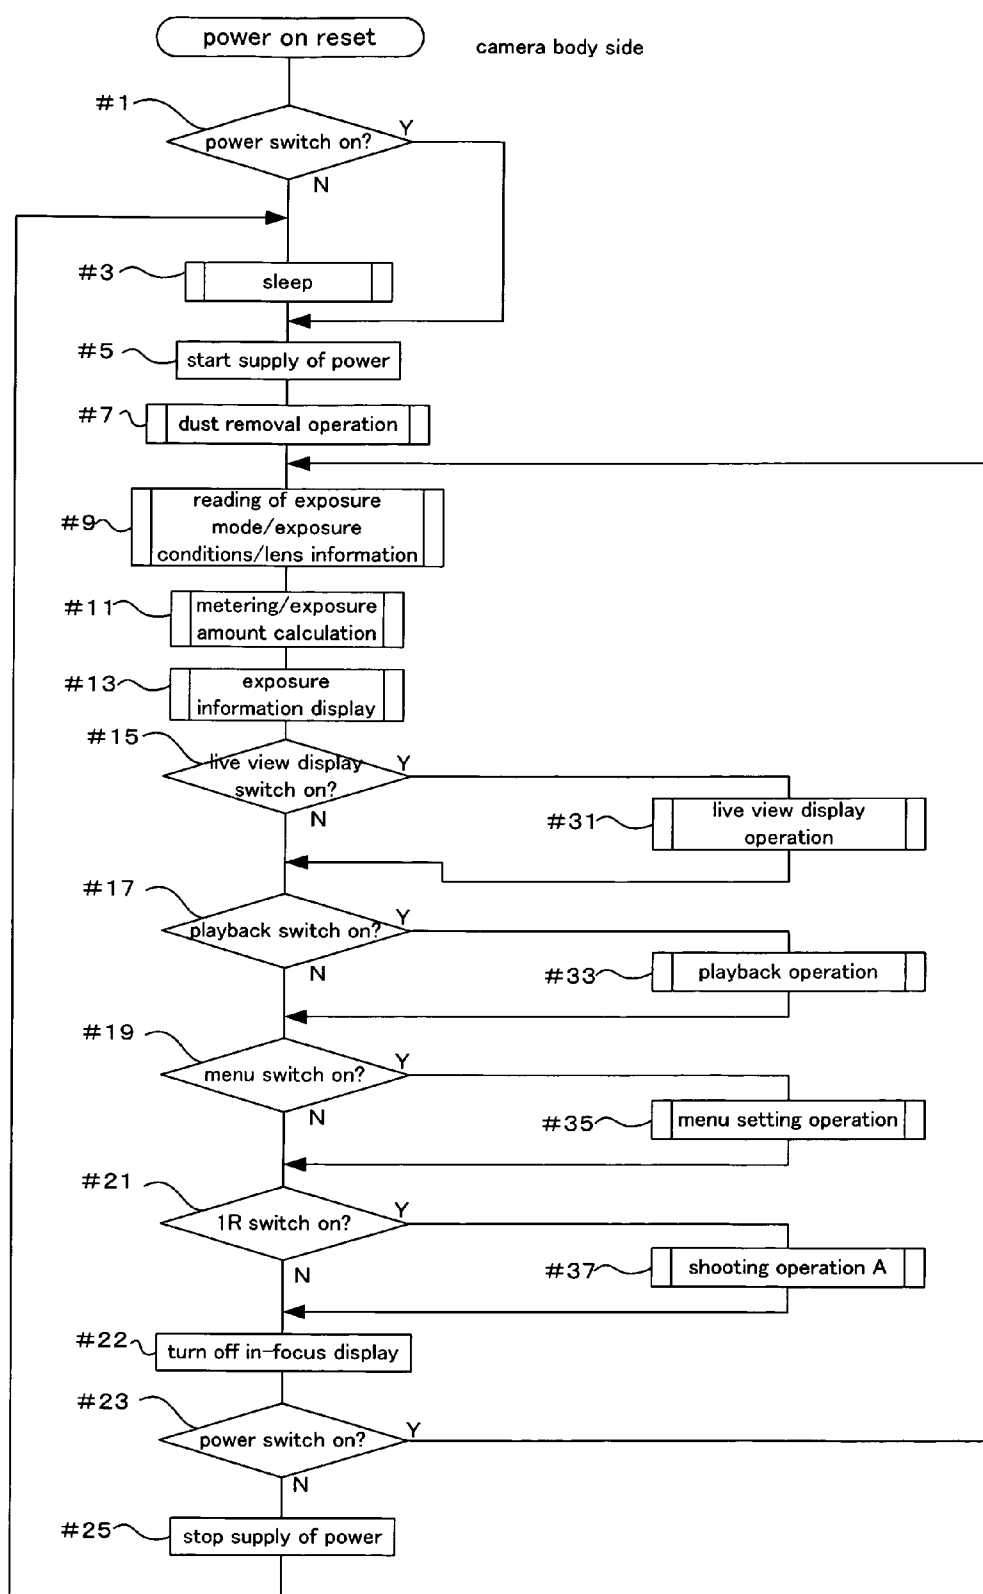 power on reset
camera body side
#1
power switch on?
Y
N
#3
sleep
#5
start supply of power
#7
dust removal operation
#9
reading of exposure
mode/exposure
conditions/lens information
#11
metering/exposure
amount calculation
#13
exposure
information display
#15
live view display
switch on?
Y
N
#31
live view display
operation
#17
playback switch on?
Y
N
#33
playback operation
#19
menu switch on?
Y
N
#35
menu setting operation
#21
1R switch on?
Y
N
#37
shooting operation A
#22
turn off in-focus display
#23
power switch on?
Y
N
#25
stop supply of power